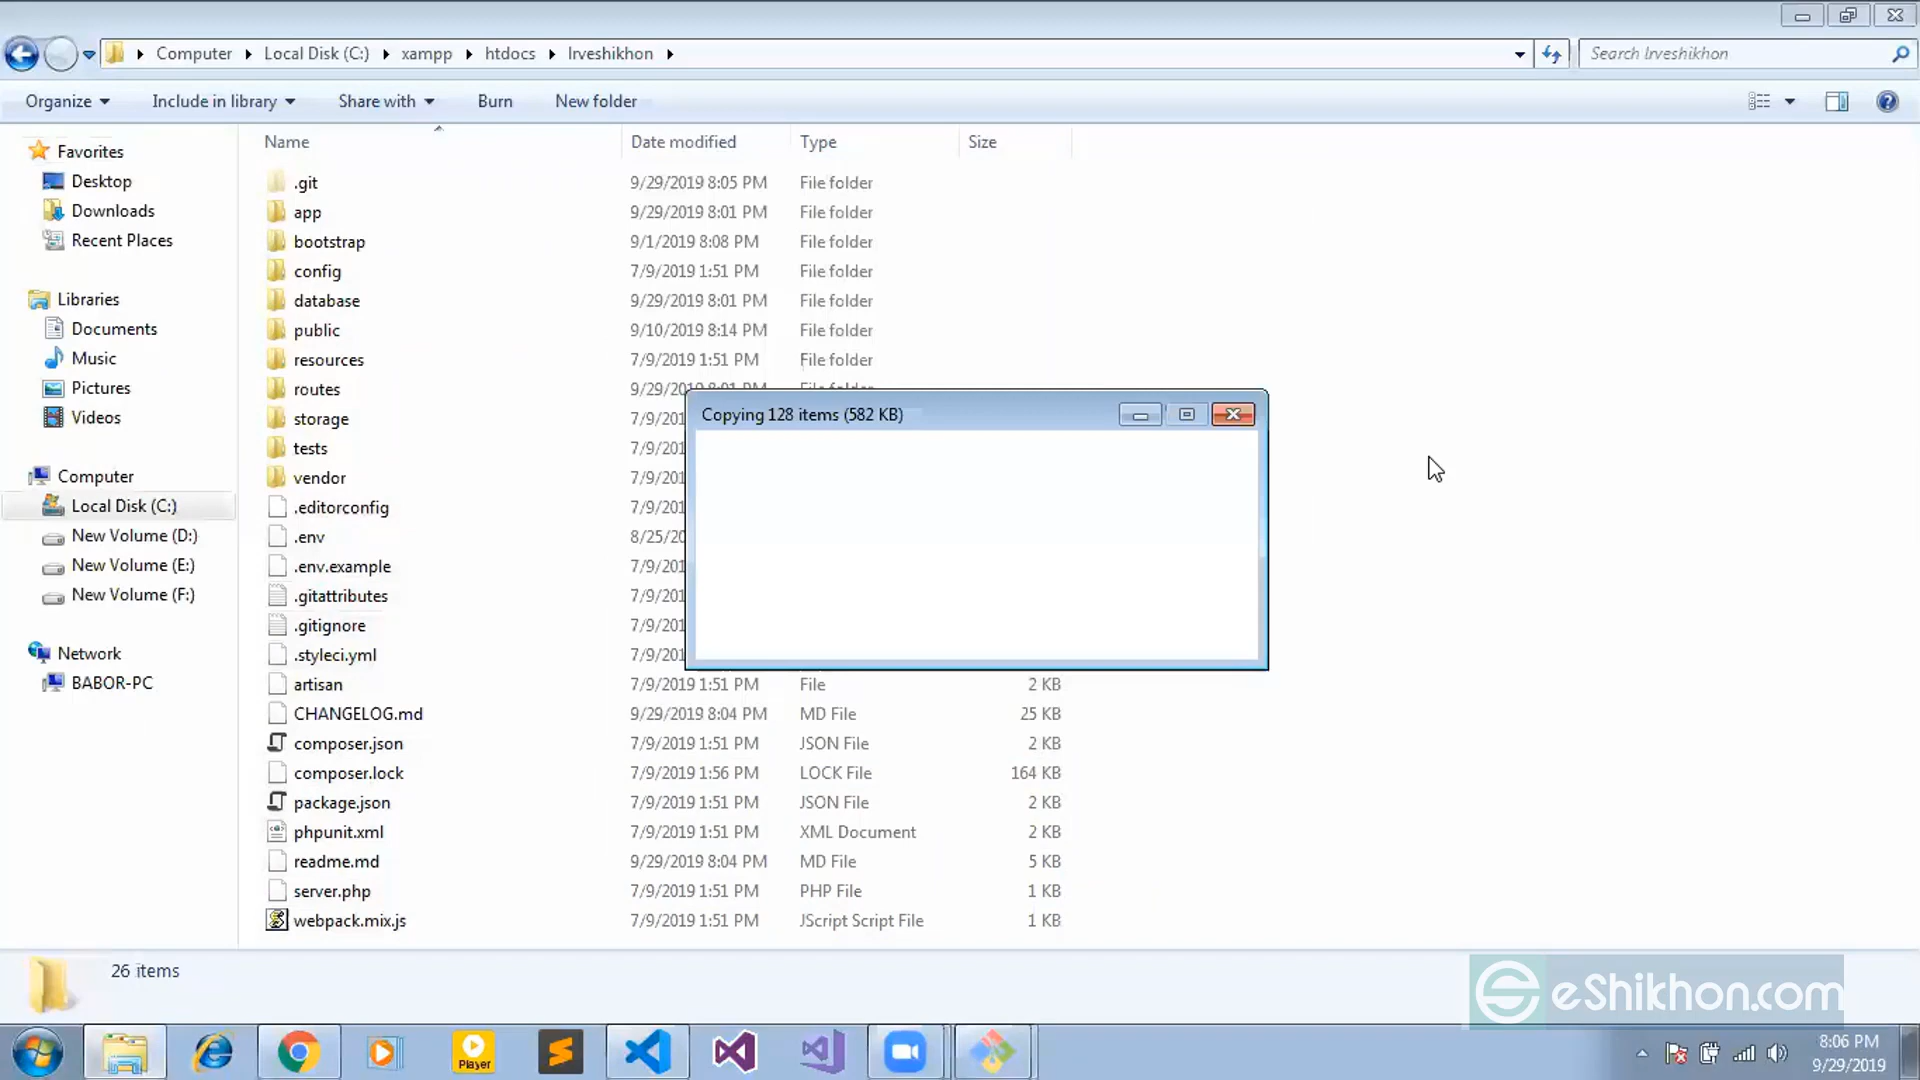 Computer
Local Disk (C:)
xampp
htdocs
lrveshikhon
Search lrveshikhon
Organize
Include in library
Share with
Burn
New folder
Name
Date modified
Type
Size
Favorites
Desktop
Downloads
Recent Places
Libraries
Documents
Music
Pictures
Videos
Computer
Local Disk (C:)
New Volume (D:)
New Volume (E:)
New Volume (F:)
Network
BABOR-PC
.git 9/29/2019 8:05 PM File folder
app 9/29/2019 8:01 PM File folder
bootstrap 9/1/2019 8:08 PM File folder
config 7/9/2019 1:51 PM File folder
database 9/29/2019 8:01 PM File folder
public 9/10/2019 8:14 PM File folder
resources 7/9/2019 1:51 PM File folder
routes 9/29/2019 8:01 PM File folder
storage 7/9/201
tests 7/9/201
vendor 7/9/201
.editorconfig 7/9/201
.env 8/25/20
.env.example 7/9/201
.gitattributes 7/9/201
.gitignore 7/9/201
.styleci.yml 7/9/201
artisan 7/9/2019 1:51 PM File 2 KB
CHANGELOG.md 9/29/2019 8:04 PM MD File 25 KB
composer.json 7/9/2019 1:51 PM JSON File 2 KB
composer.lock 7/9/2019 1:56 PM LOCK File 164 KB
package.json 7/9/2019 1:51 PM JSON File 2 KB
phpunit.xml 7/9/2019 1:51 PM XML Document 2 KB
readme.md 9/29/2019 8:04 PM MD File 5 KB
server.php 7/9/2019 1:51 PM PHP File 1 KB
webpack.mix.js 7/9/2019 1:51 PM JScript Script File 1 KB
Copying 128 items (582 KB)
26 items
eShikhon.com
Player
8:06 PM
9/29/2019